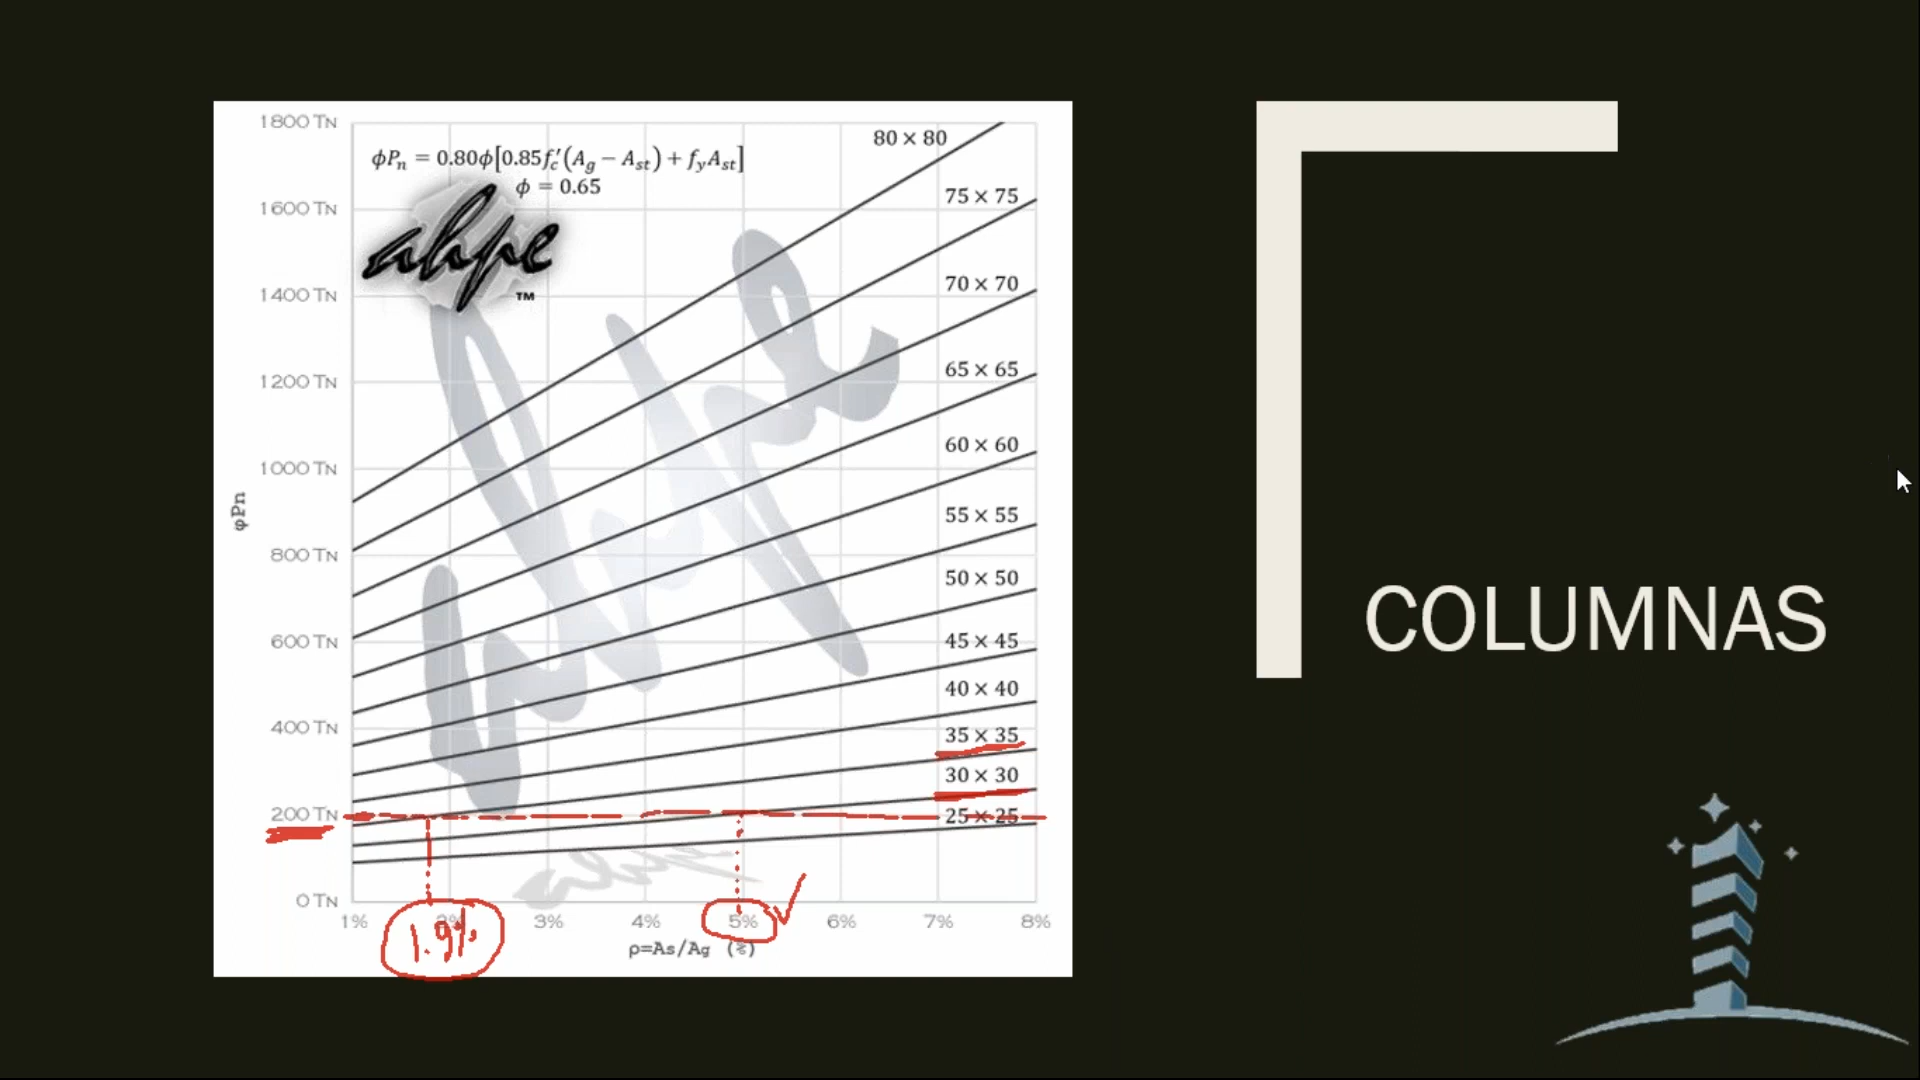 1800 TN
80 × 80
ϕPₙ = 0.80ϕ[0.85f'c(Ag − Ast) + fyAst]
ϕ = 0.65
75 × 75
1600 TN
ahpe
™
70 × 70
1400 TN
65 × 65
1200 TN
60 × 60
1000 TN
φPn
55 × 55
800 TN
50 × 50
600 TN
45 × 45
40 × 40
400 TN
35 × 35
30 × 30
200 TN
25 × 25
0 TN
1% 2% 3% 4% 5% 6% 7% 8%
1.9%
ρ=As/Ag (%)
COLUMNAS